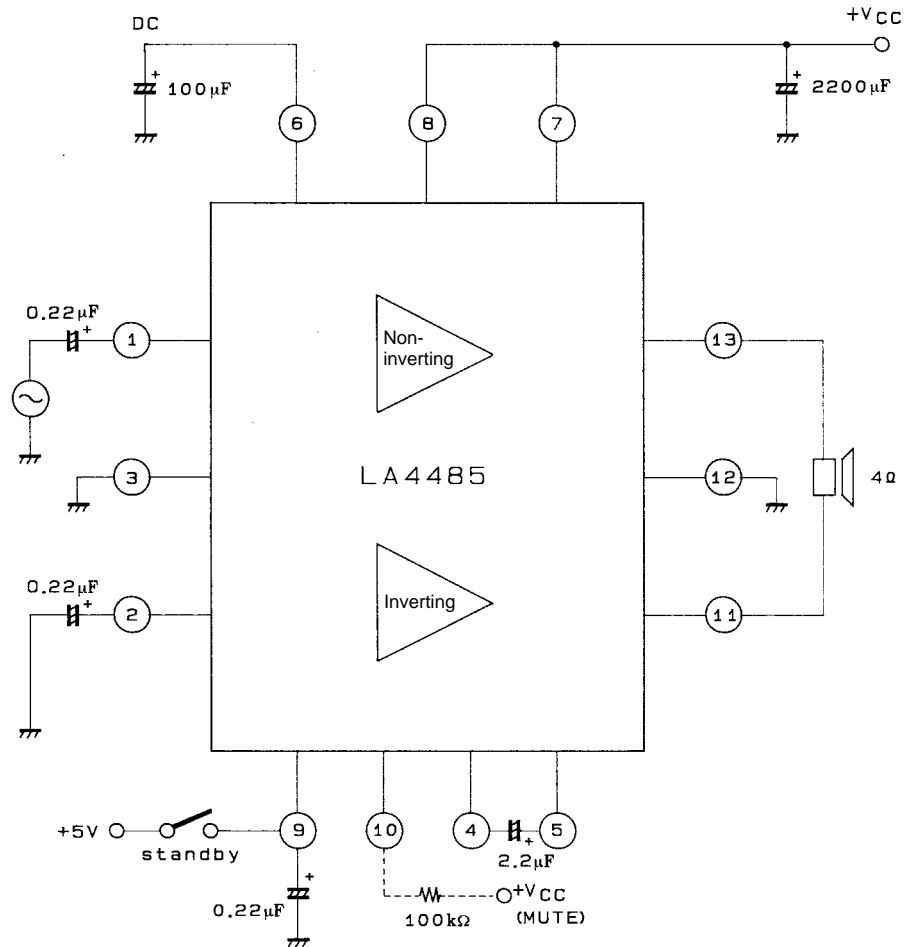 DC
+VCC
+
100µF
+
2200µF
6
8
7
0.22µF
+
1
Non-
inverting
13
3
LA4485
12
4Ω
0.22µF
+
2
Inverting
11
+5V
standby
9
10
4
+
5
2.2µF
+
0.22µF
100kΩ
+VCC
(MUTE)